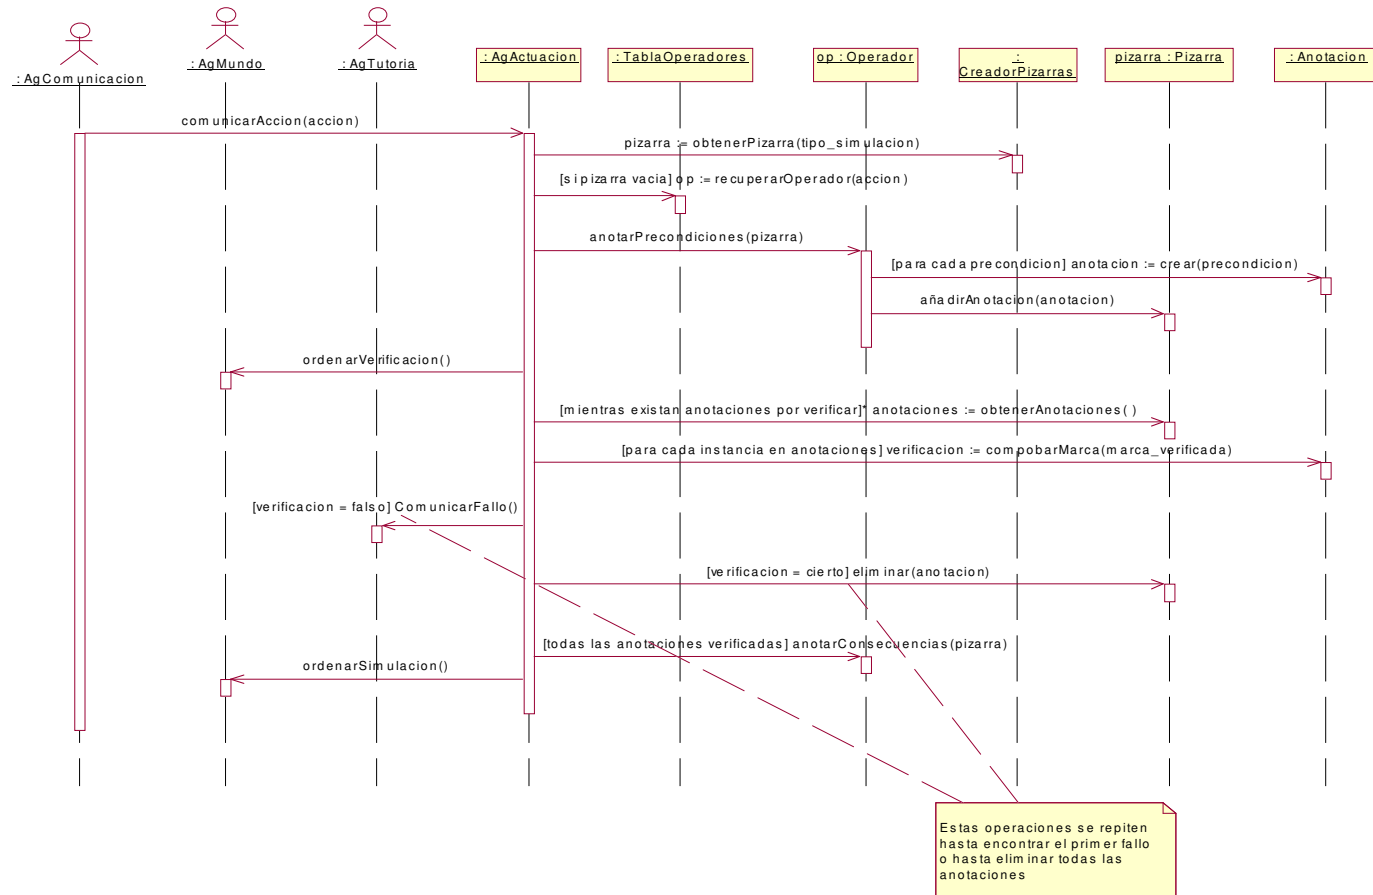 : AgComunicacion
: AgMundo
: AgTutoria
: AgActuacion
: TablaOperadores
op : Operador
:
CreadorPizarras
pizarra : Pizarra
: Anotacion
comunicarAccion(accion)
pizarra := obtenerPizarra(tipo_simulacion)
[si pizarra vacia] op := recuperarOperador(accion)
anotarPrecondiciones(pizarra)
[para cada precondicion] anotacion := crear(precondicion)
añadirAnotacion(anotacion)
ordenarVerificacion()
[mientras existan anotaciones por verificar]* anotaciones := obtenerAnotaciones( )
[para cada instancia en anotaciones] verificacion := compobarMarca(marca_verificada)
[verificacion = falso] ComunicarFallo()
[verificacion = cierto] eliminar(anotacion)
[todas las anotaciones verificadas] anotarConsecuencias(pizarra)
ordenarSimulacion()
Estas operaciones se repiten
hasta encontrar el primer fallo
o hasta eliminar todas las
anotaciones